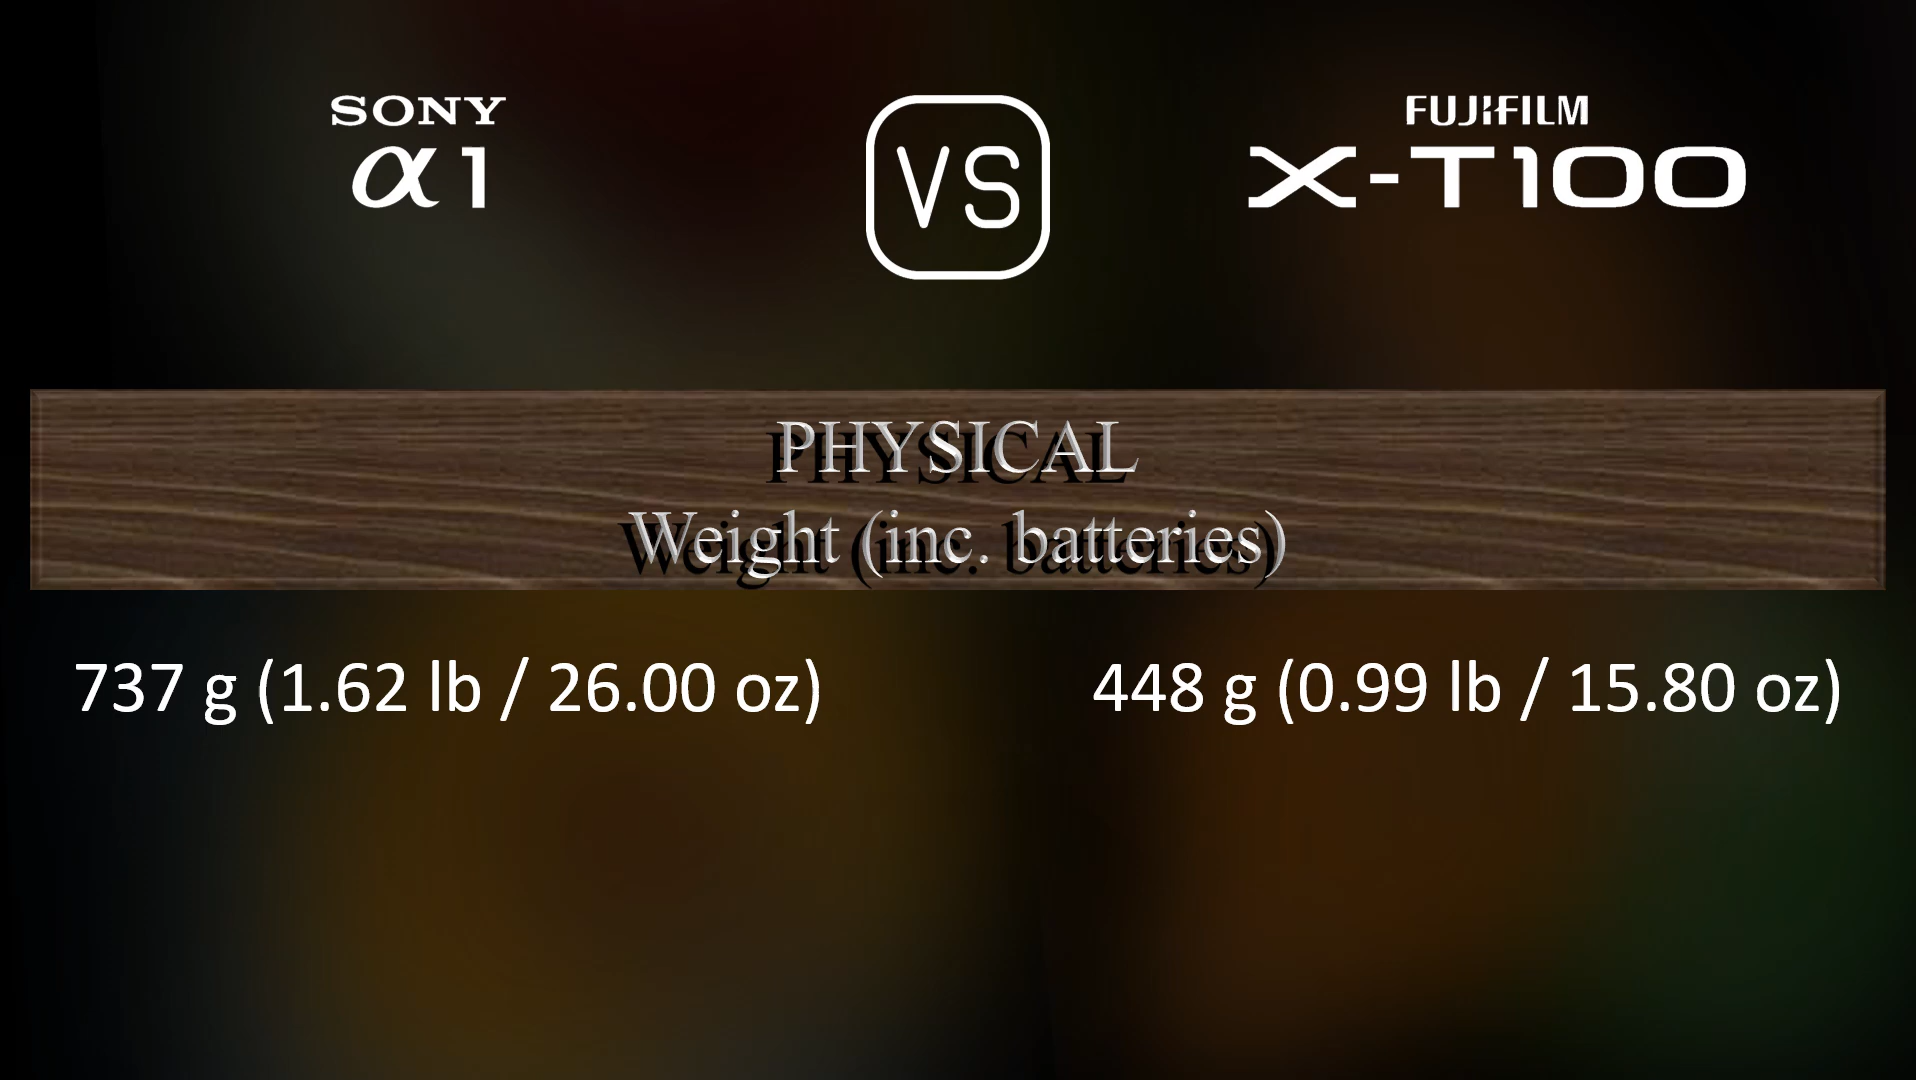 SONY
α1
VS
FUJIFILM
X-T100
PHYSICAL
Weight (inc. batteries)
737 g (1.62 lb / 26.00 oz)
448 g (0.99 lb / 15.80 oz)